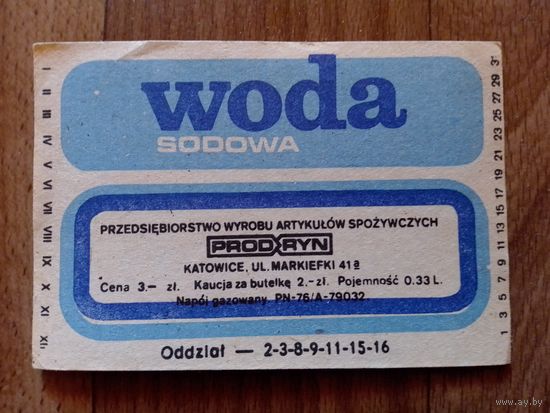 woda
SODOWA
PRZEDSIĘBIORSTWO WYROBU ARTYKUŁÓW SPOŻYWCZYCH
PRODRYN
KATOWICE, UL. MARKIEFKI 41a
Cena 3.— zł. Kaucja za butelkę 2.-zł. Pojemność 0.33 L.
Napój gazowany PN-76/A-79032
Oddział — 2-3-8-9-11-15-16
I II III IV V VI VII VIII IX X XI XII
1 3 5 7 9 11 13 15 17 19 21 23 25 27 29 31
www.ay.by